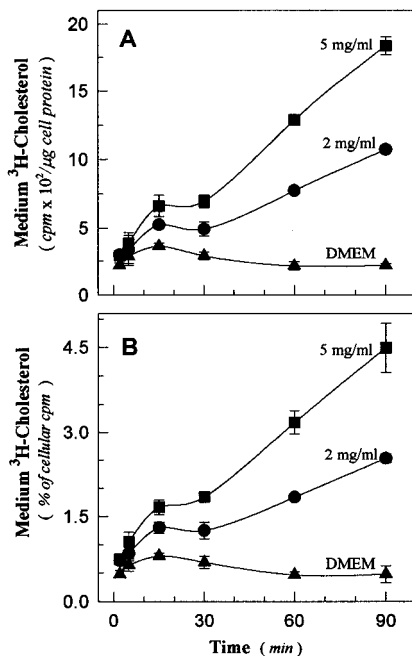 A
20
15
10
5
0
Medium ³H-Cholesterol
( cpm x 10²/µg cell protein )
5 mg/ml
2 mg/ml
DMEM
B
4.5
3.0
1.5
0.0
Medium ³H-Cholesterol
( % of cellular cpm )
5 mg/ml
2 mg/ml
DMEM
0 30 60 90
Time ( min )